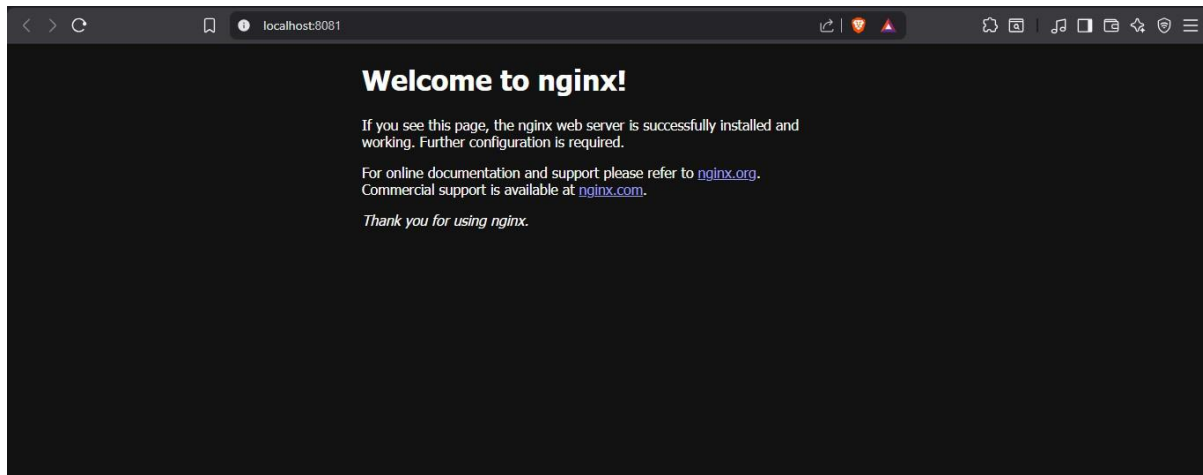 localhost:8081
Welcome to nginx!
If you see this page, the nginx web server is successfully installed and
working. Further configuration is required.
For online documentation and support please refer to nginx.org.
Commercial support is available at nginx.com.
Thank you for using nginx.